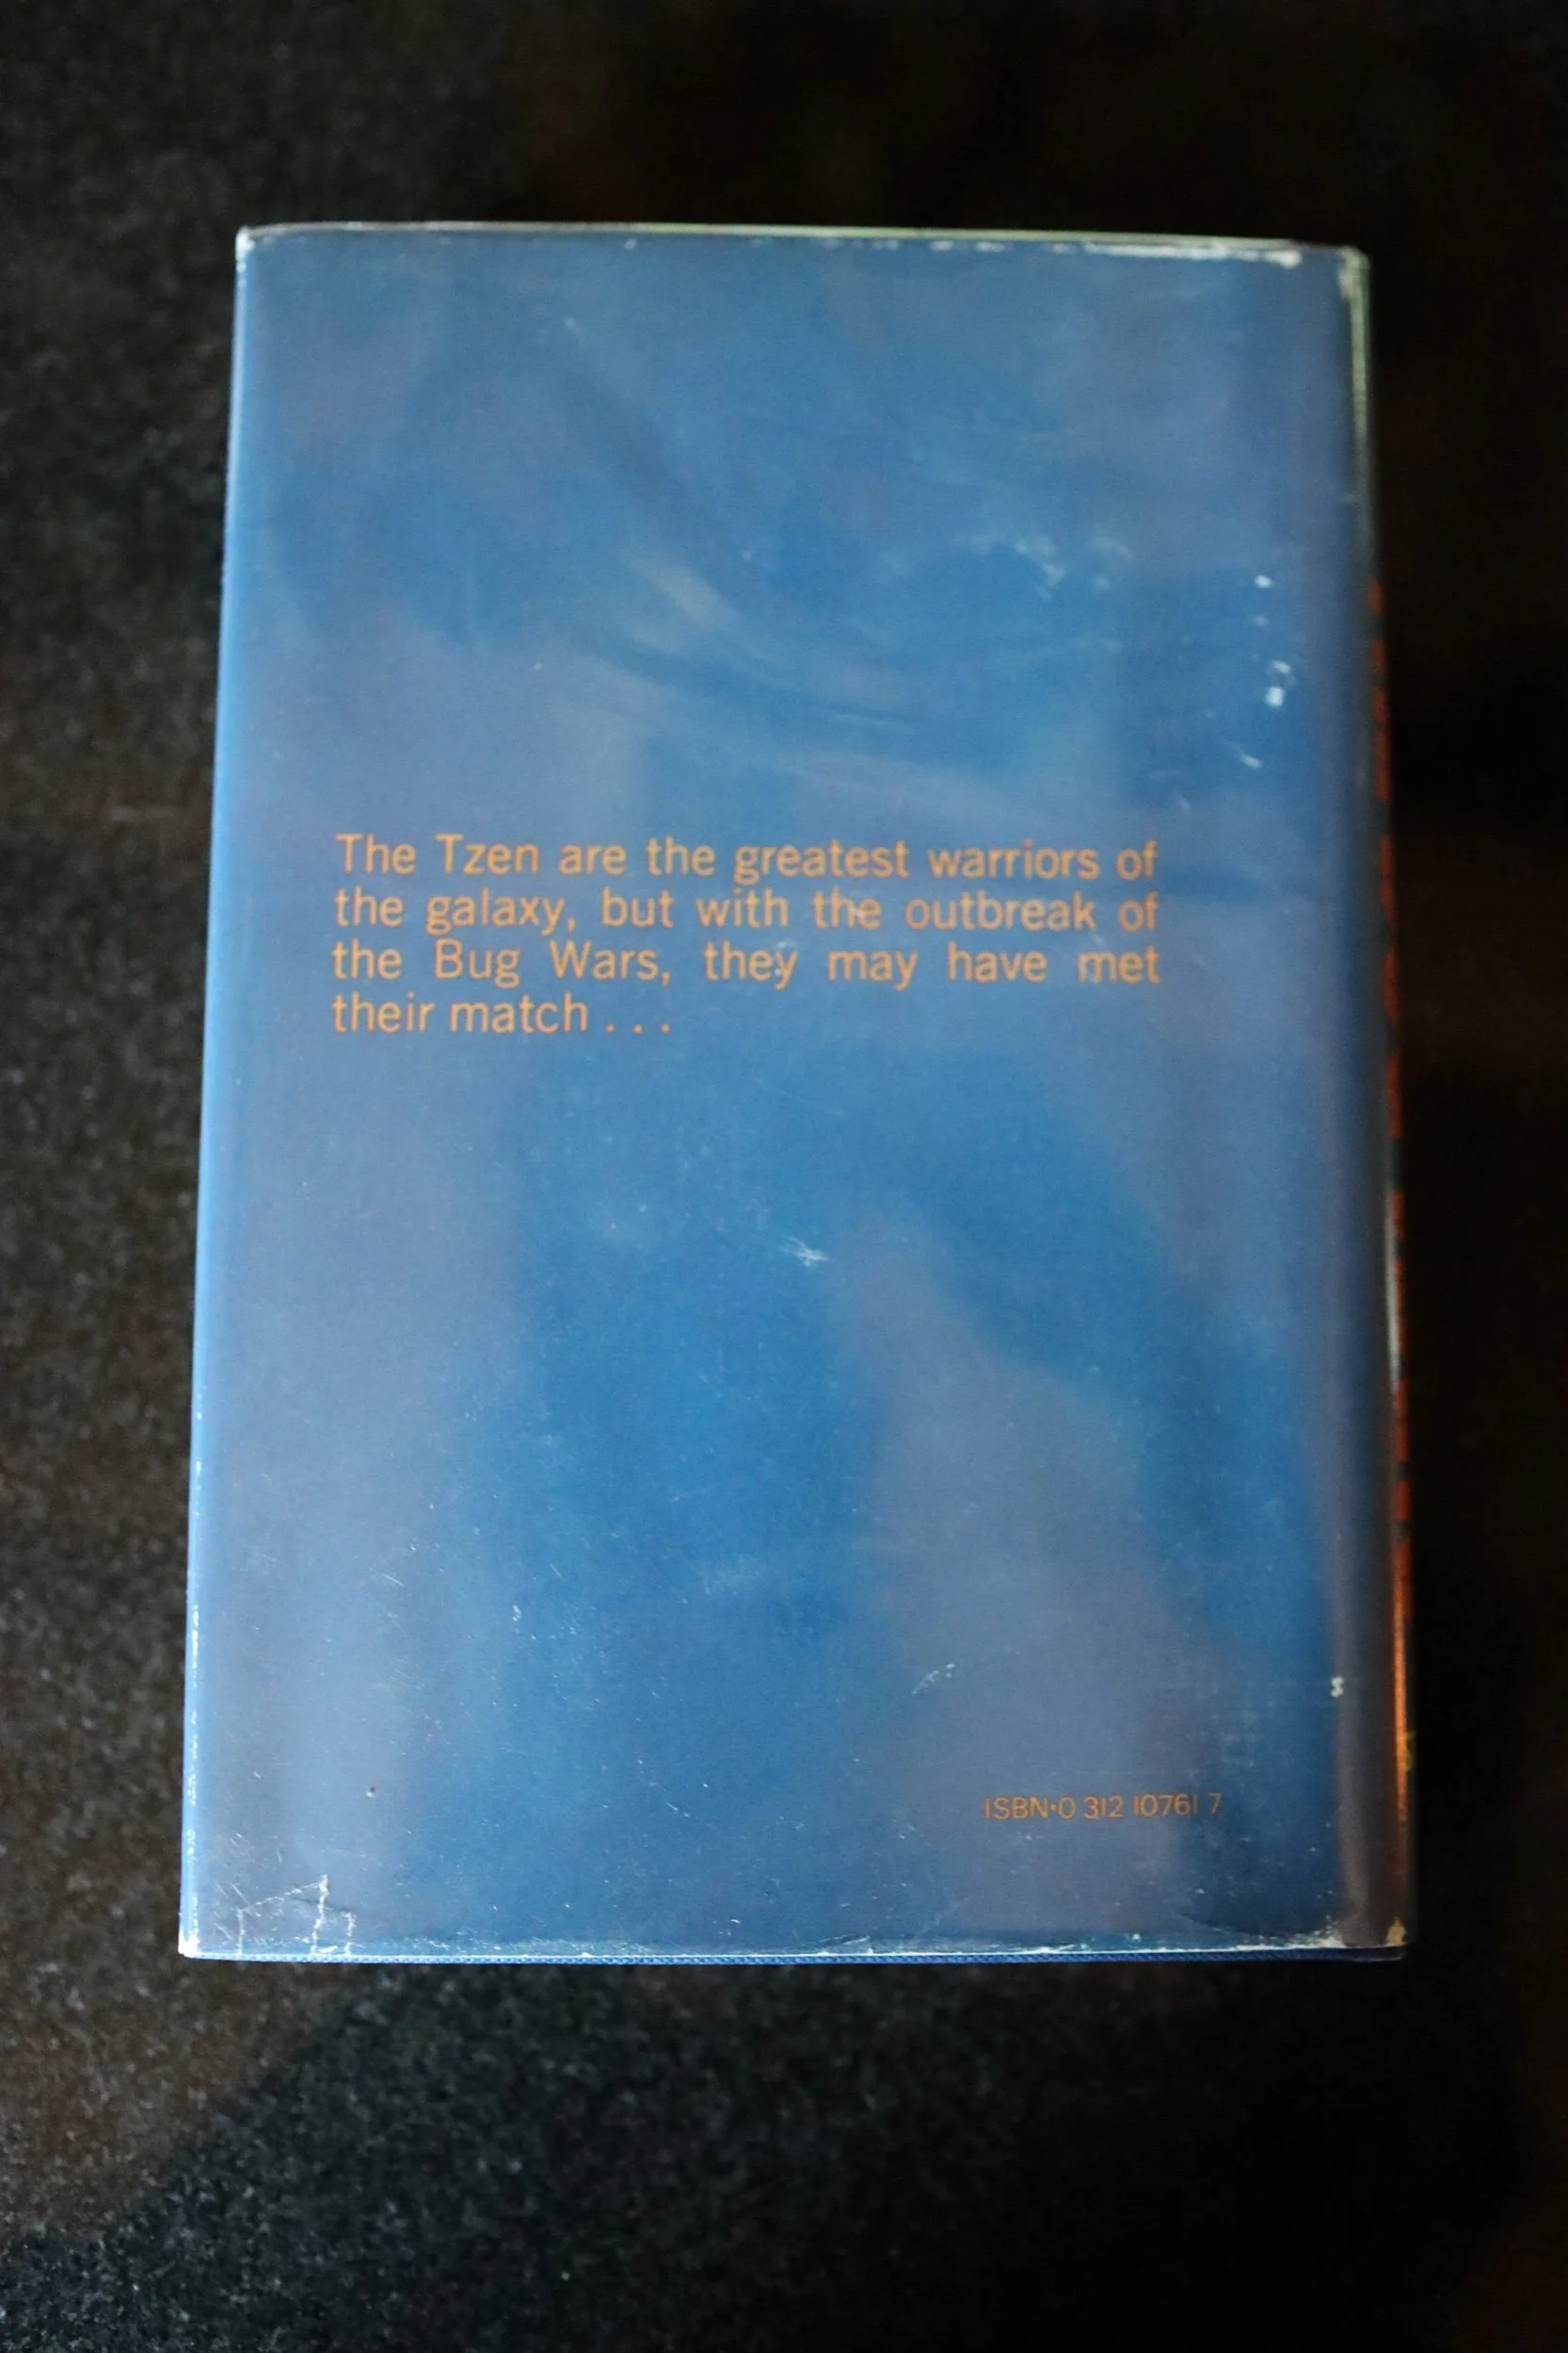 The Tzen are the greatest warriors of
the galaxy, but with the outbreak of
the Bug Wars, they may have met
their match . . .
ISBN·0 312 10761 7